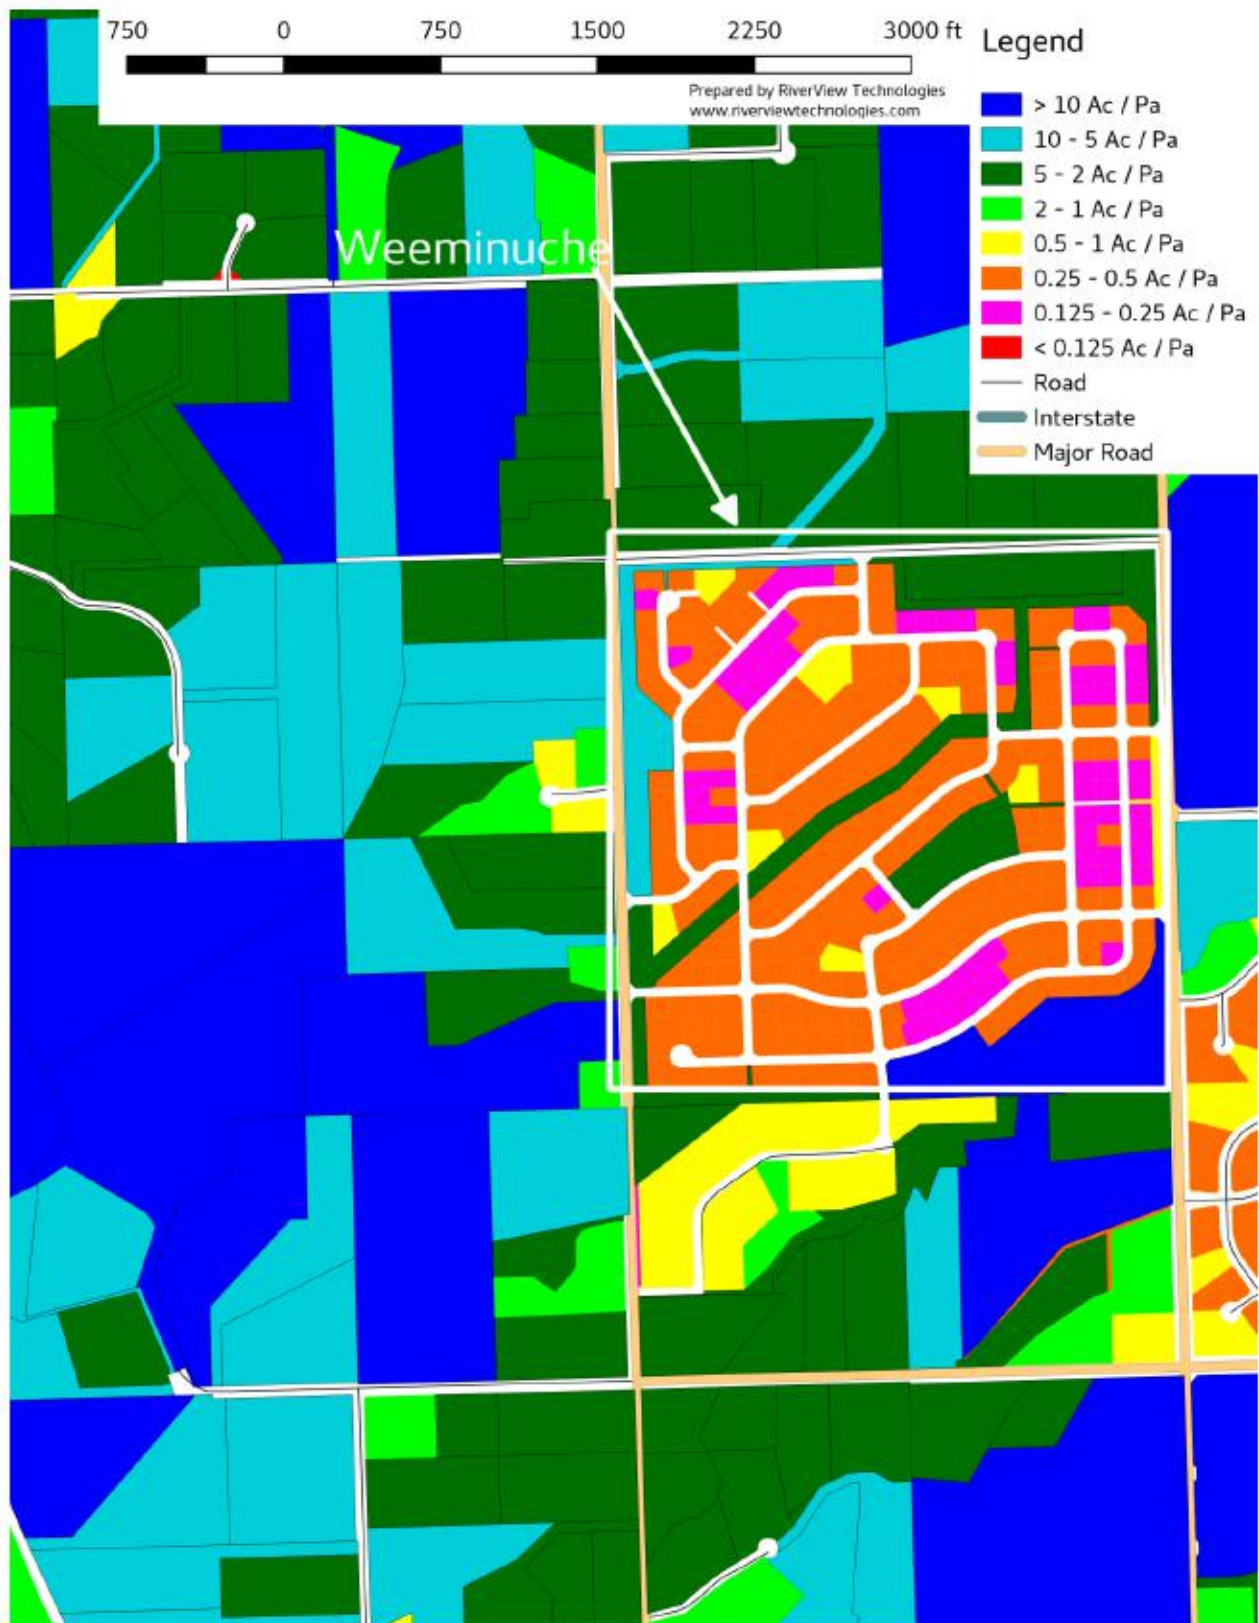 750 0 750 1500 2250 3000 ft
Prepared by RiverView Technologies
www.riverviewtechnologies.com
Legend
> 10 Ac / Pa
10 - 5 Ac / Pa
5 - 2 Ac / Pa
2 - 1 Ac / Pa
0.5 - 1 Ac / Pa
0.25 - 0.5 Ac / Pa
0.125 - 0.25 Ac / Pa
< 0.125 Ac / Pa
Road
Interstate
Major Road
Weeminuche